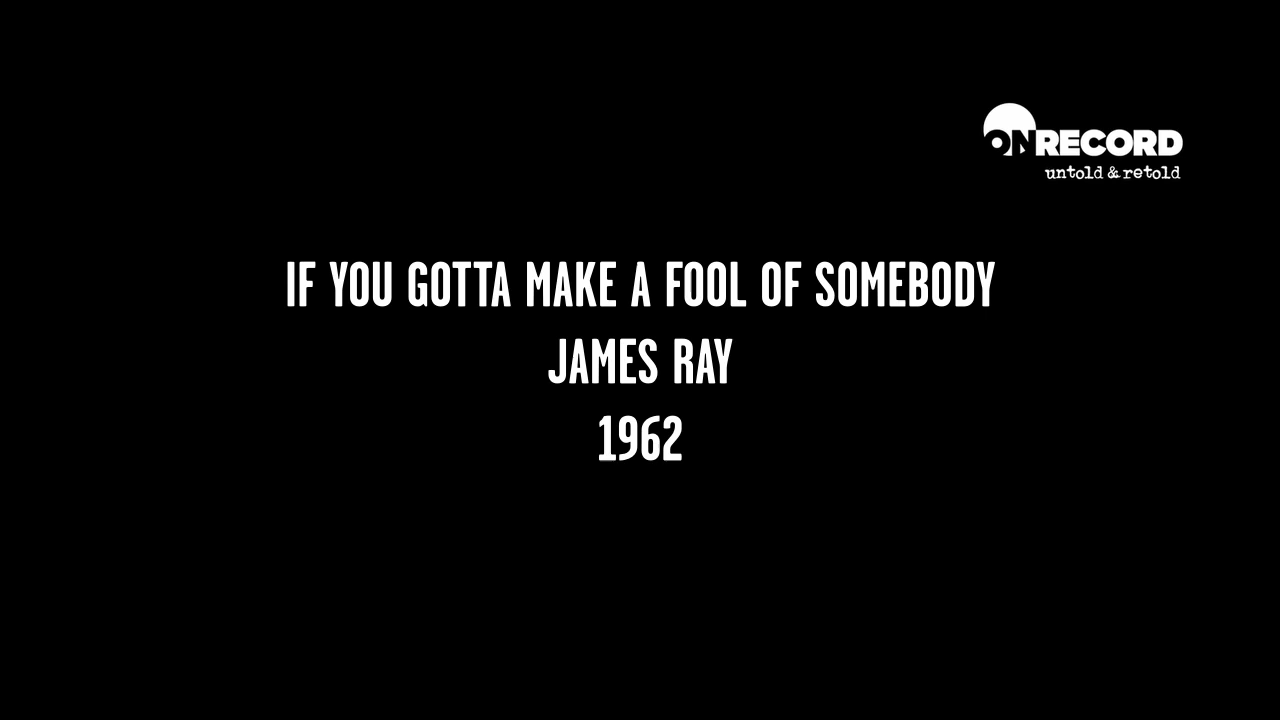 ONRECORD
untold & retold
IF YOU GOTTA MAKE A FOOL OF SOMEBODY
JAMES RAY
1962